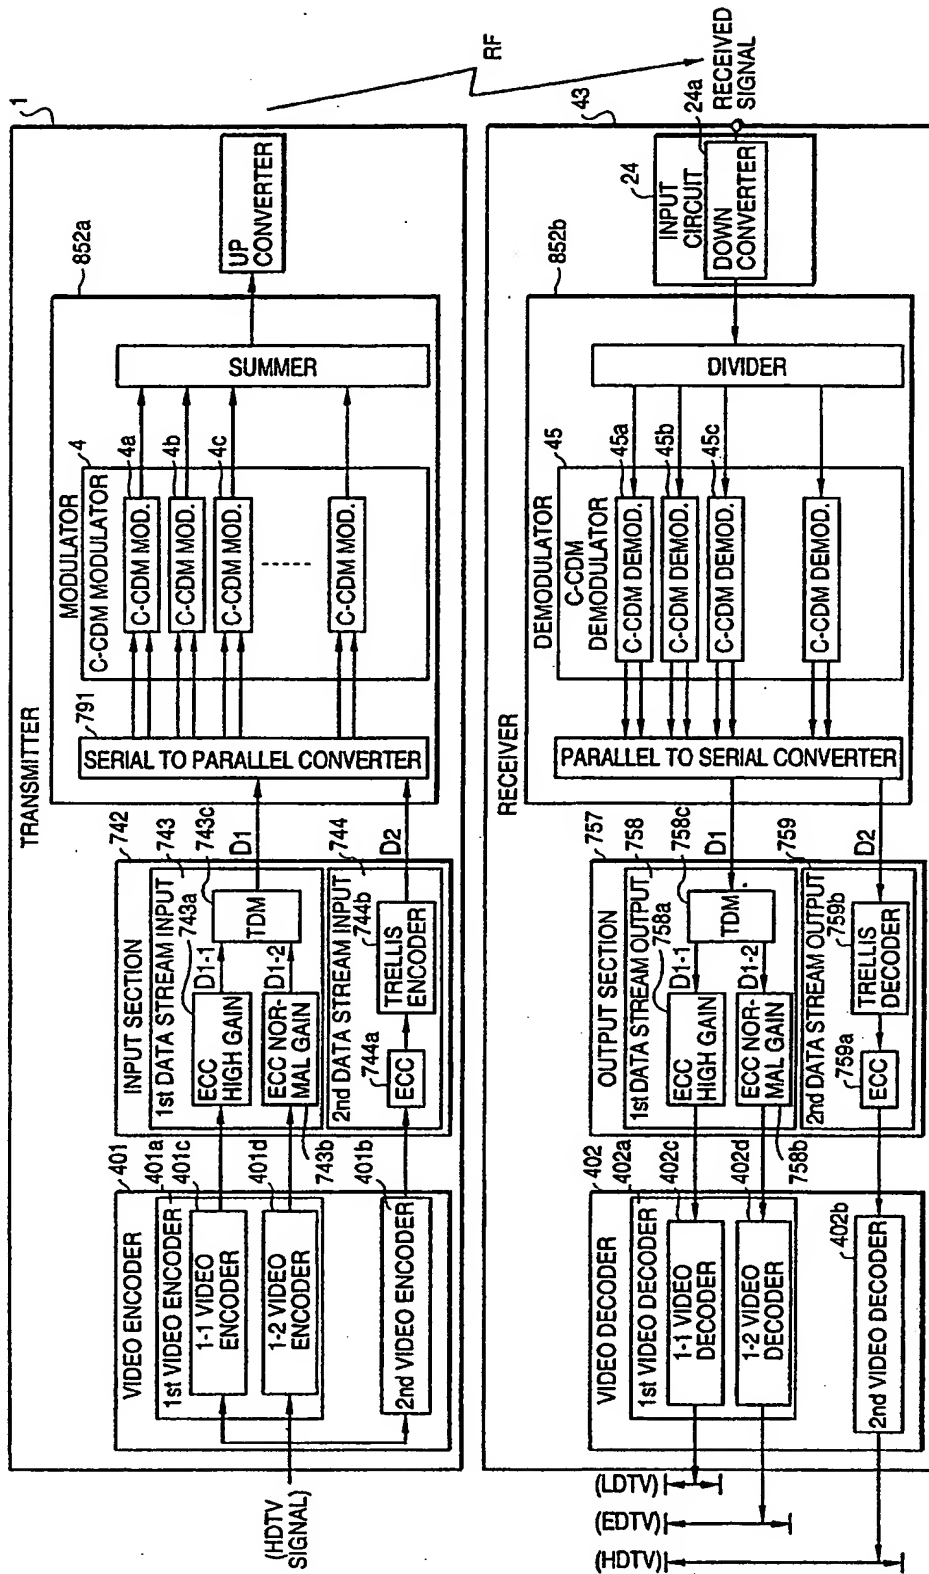 TRANSMITTER
1
(HDTV
SIGNAL)
VIDEO ENCODER
401
1st VIDEO ENCODER
401a
401c
1-1 VIDEO
ENCODER
401d
1-2 VIDEO
ENCODER
401b
2nd VIDEO ENCODER
INPUT SECTION
742
1st DATA STREAM INPUT
743
743a
ECC
HIGH GAIN
743b
ECC NOR-
MAL GAIN
D1-1
D1-2
743c
TDM
2nd DATA STREAM INPUT
744
744a
ECC
744b
TRELLIS
ENCODER
D1
D2
852a
791
SERIAL TO PARALLEL CONVERTER
MODULATOR
C-CDM MODULATOR
4
4a
C-CDM MOD.
4b
C-CDM MOD.
4c
C-CDM MOD.
C-CDM MOD.
SUMMER
UP
CONVERTER
RF
RECEIVER
43
RECEIVED
SIGNAL
24
INPUT
CIRCUIT
24a
DOWN
CONVERTER
852b
DIVIDER
DEMODULATOR
C-CDM
DEMODULATOR
45
45a
C-CDM DEMOD.
45b
C-CDM DEMOD.
45c
C-CDM DEMOD.
C-CDM DEMOD.
PARALLEL TO SERIAL CONVERTER
D1
D2
OUTPUT SECTION
757
1st DATA STREAM OUTPUT
758
758c
TDM
D1-1
D1-2
758a
ECC
HIGH GAIN
758b
ECC NOR-
MAL GAIN
2nd DATA STREAM OUTPUT
759
759b
TRELLIS
DECODER
759a
ECC
VIDEO DECODER
402
1st VIDEO DECODER
402a
402c
1-1 VIDEO
DECODER
402d
1-2 VIDEO
DECODER
402b
2nd VIDEO DECODER
(LDTV)
(EDTV)
(HDTV)